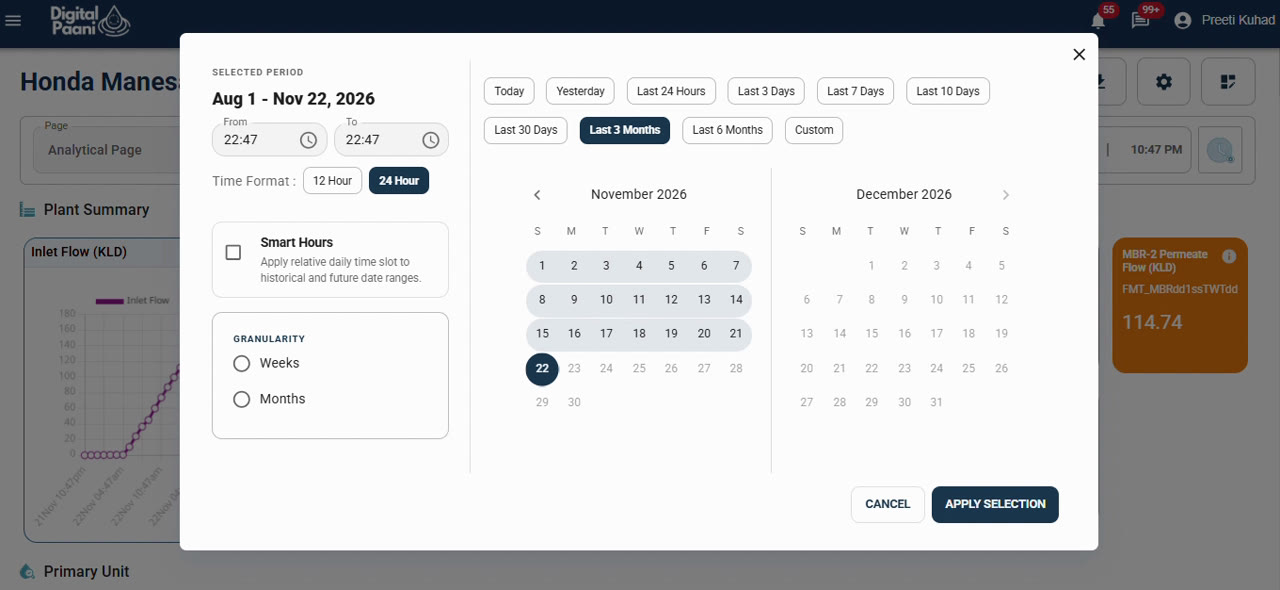 Digital
Paani
55
99+
Preeti Kuhad
Honda Manes
Page
Analytical Page
| 10:47 PM
Plant Summary
Inlet Flow (KLD)
Inlet Flow
180
160
140
120
100
80
60
40
20
0
21Nov 10:47pm
22Nov 04:47am
22Nov 10:47am
MBR-2 Permeate
Flow (KLD)
FMT_MBRdd1ssTWTdd
114.74
Primary Unit
SELECTED PERIOD
Aug 1 - Nov 22, 2026
From
22:47
To
22:47
Time Format : 12 Hour 24 Hour
Smart Hours
Apply relative daily time slot to
historical and future date ranges.
GRANULARITY
Weeks
Months
Today Yesterday Last 24 Hours Last 3 Days Last 7 Days Last 10 Days
Last 30 Days Last 3 Months Last 6 Months Custom
November 2026
S M T W T F S
1 2 3 4 5 6 7
8 9 10 11 12 13 14
15 16 17 18 19 20 21
22 23 24 25 26 27 28
29 30
December 2026
S M T W T F S
1 2 3 4 5
6 7 8 9 10 11 12
13 14 15 16 17 18 19
20 21 22 23 24 25 26
27 28 29 30 31
CANCEL APPLY SELECTION